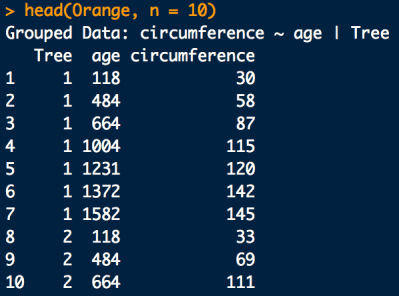 > head(Orange, n = 10)
Grouped Data: circumference ~ age | Tree
   Tree  age circumference
1     1  118            30
2     1  484            58
3     1  664            87
4     1 1004           115
5     1 1231           120
6     1 1372           142
7     1 1582           145
8     2  118            33
9     2  484            69
10    2  664           111